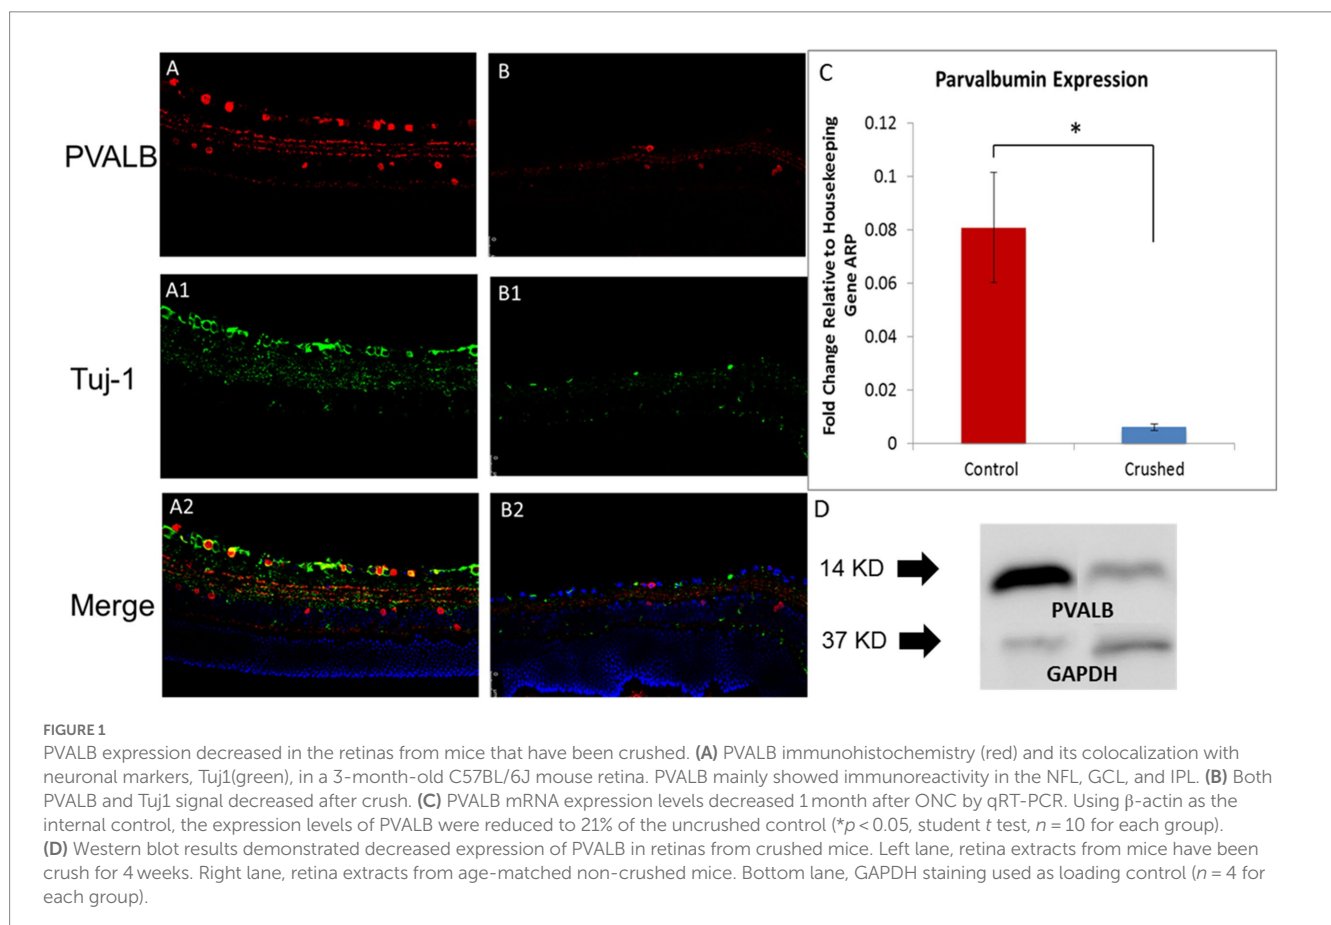 A
B
PVALB
A1
B1
Tuj-1
A2
B2
Merge
C
Parvalbumin Expression
Fold Change Relative to Housekeeping
Gene ARP
0.12
0.1
0.08
0.06
0.04
0.02
0
*
Control
Crushed
D
14 KD
PVALB
37 KD
GAPDH
FIGURE 1
PVALB expression decreased in the retinas from mice that have been crushed. (A) PVALB immunohistochemistry (red) and its colocalization with
neuronal markers, Tuj1(green), in a 3-month-old C57BL/6J mouse retina. PVALB mainly showed immunoreactivity in the NFL, GCL, and IPL. (B) Both
PVALB and Tuj1 signal decreased after crush. (C) PVALB mRNA expression levels decreased 1 month after ONC by qRT-PCR. Using β-actin as the
internal control, the expression levels of PVALB were reduced to 21% of the uncrushed control (*p < 0.05, student t test, n = 10 for each group).
(D) Western blot results demonstrated decreased expression of PVALB in retinas from crushed mice. Left lane, retina extracts from mice have been
crush for 4 weeks. Right lane, retina extracts from age-matched non-crushed mice. Bottom lane, GAPDH staining used as loading control (n = 4 for
each group).